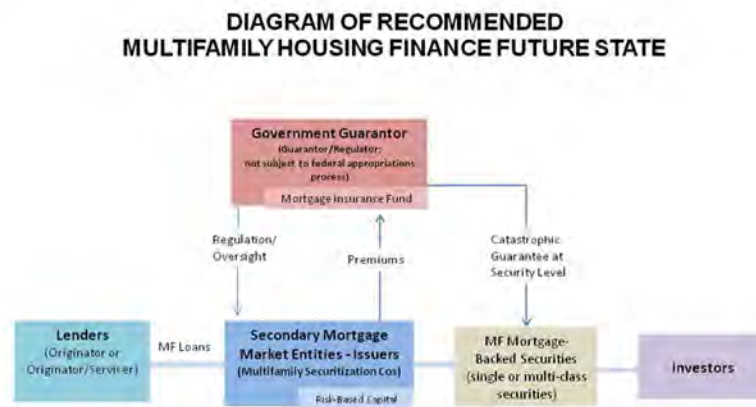 DIAGRAM OF RECOMMENDED
MULTIFAMILY HOUSING FINANCE FUTURE STATE
Government Guarantor
(Guarantor/Regulator;
not subject to federal appropriations
process)
Mortgage Insurance Fund
Regulation/
Oversight
Premiums
Catastrophic
Guarantee at
Security Level
Lenders
(Originator or
Originator/Servicer)
MF Loans
Secondary Mortgage
Market Entities - Issuers
(Multifamily Securitization Cos)
Risk-Based Capital
MF Mortgage-
Backed Securities
(single or multi-class
securities)
Investors